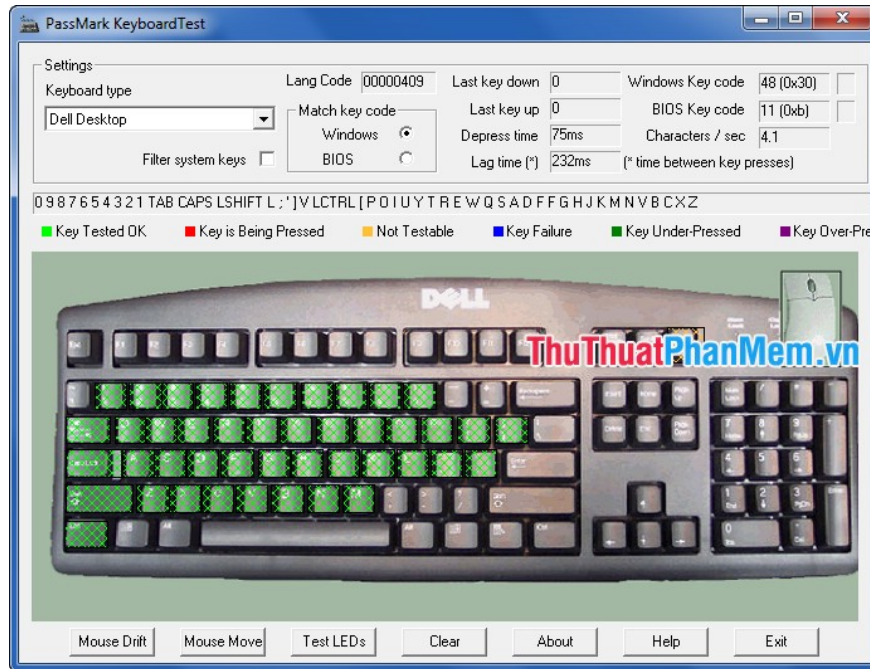 PassMark KeyboardTest
Settings
Keyboard type
Dell Desktop
Filter system keys
Lang Code 00000409
Match key code
Windows
BIOS
Last key down 0
Last key up 0
Depress time 75ms
Lag time (*) 232ms
Windows Key code 48 (0x30)
BIOS Key code 11 (0xb)
Characters / sec 4.1
(* time between key presses)
0 9 8 7 6 5 4 3 2 1 TAB CAPS LSHIFT L ; ' ] V LCTRL [ P O I U Y T R E W Q S A D F F G H J K M N V B C X Z
Key Tested OK Key is Being Pressed Not Testable Key Failure Key Under-Pressed Key Over-Pre
DELL
ThuThuatPhanMem.vn
Mouse Drift Mouse Move Test LEDs Clear About Help Exit